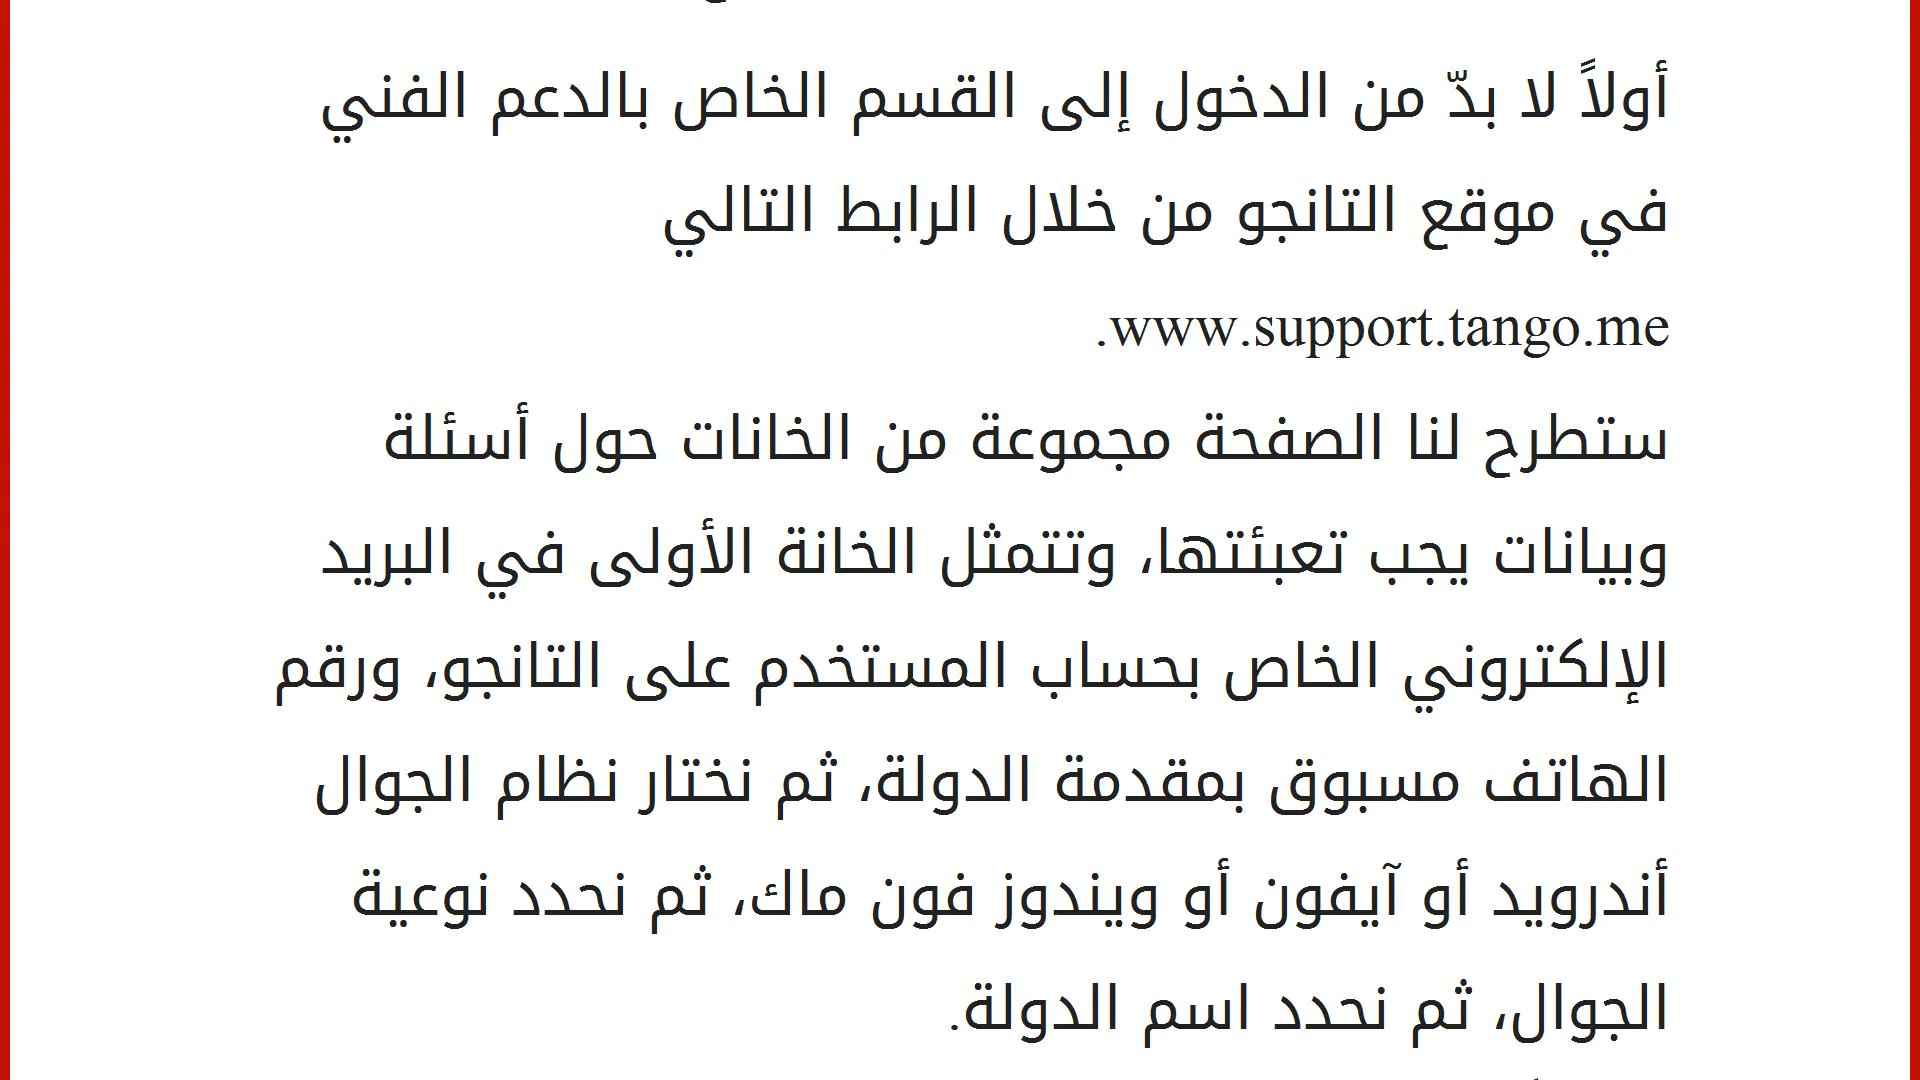 أولاً لا بدّ من الدخول إلى القسم الخاص بالدعم الفني
في موقع التانجو من خلال الرابط التالي
www.support.tango.me.
ستطرح لنا الصفحة مجموعة من الخانات حول أسئلة
وبيانات يجب تعبئتها، وتتمثل الخانة الأولى في البريد
الإلكتروني الخاص بحساب المستخدم على التانجو، ورقم
الهاتف مسبوق بمقدمة الدولة، ثم نختار نظام الجوال
أندرويد أو آيفون أو ويندوز فون ماك، ثم نحدد نوعية
الجوال، ثم نحدد اسم الدولة.